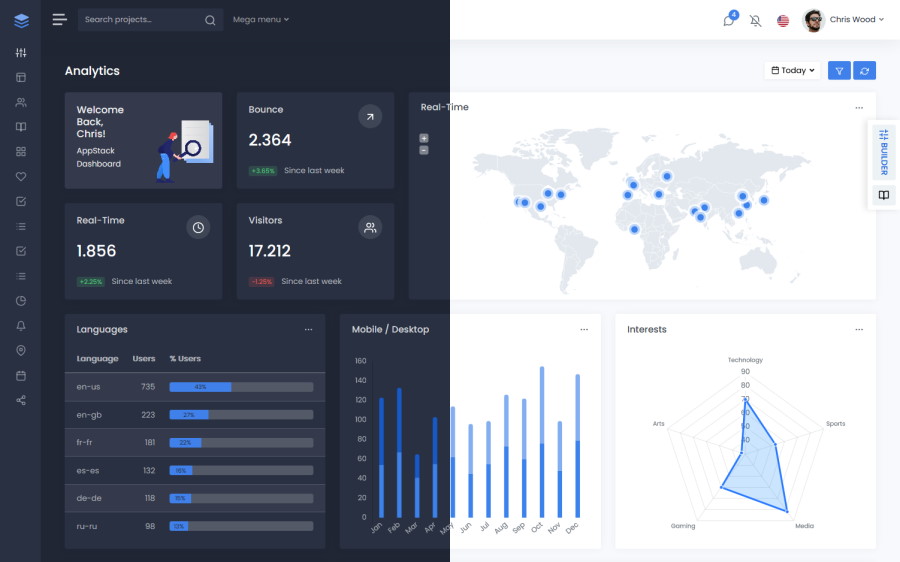 Search projects...
Mega menu
4
Chris Wood
Analytics
Today
Welcome
Back,
Chris!
AppStack
Dashboard
Bounce
2.364
+3.65%
Since last week
Real-Time
+
−
...
BUILDER
Real-Time
1.856
+2.25%
Since last week
Visitors
17.212
-1.25%
Since last week
Languages
...
Language Users % Users
en-us 735 43%
en-gb 223 27%
fr-fr 181 22%
es-es 132 16%
de-de 118 15%
ru-ru 98 13%
Mobile / Desktop
...
160
140
120
100
80
60
40
20
0
Jan Feb Mar Apr May Jun Jul Aug Sep Oct Nov Dec
Interests
...
Technology
90
80
70
60
50
40
Arts
Sports
Gaming
Media